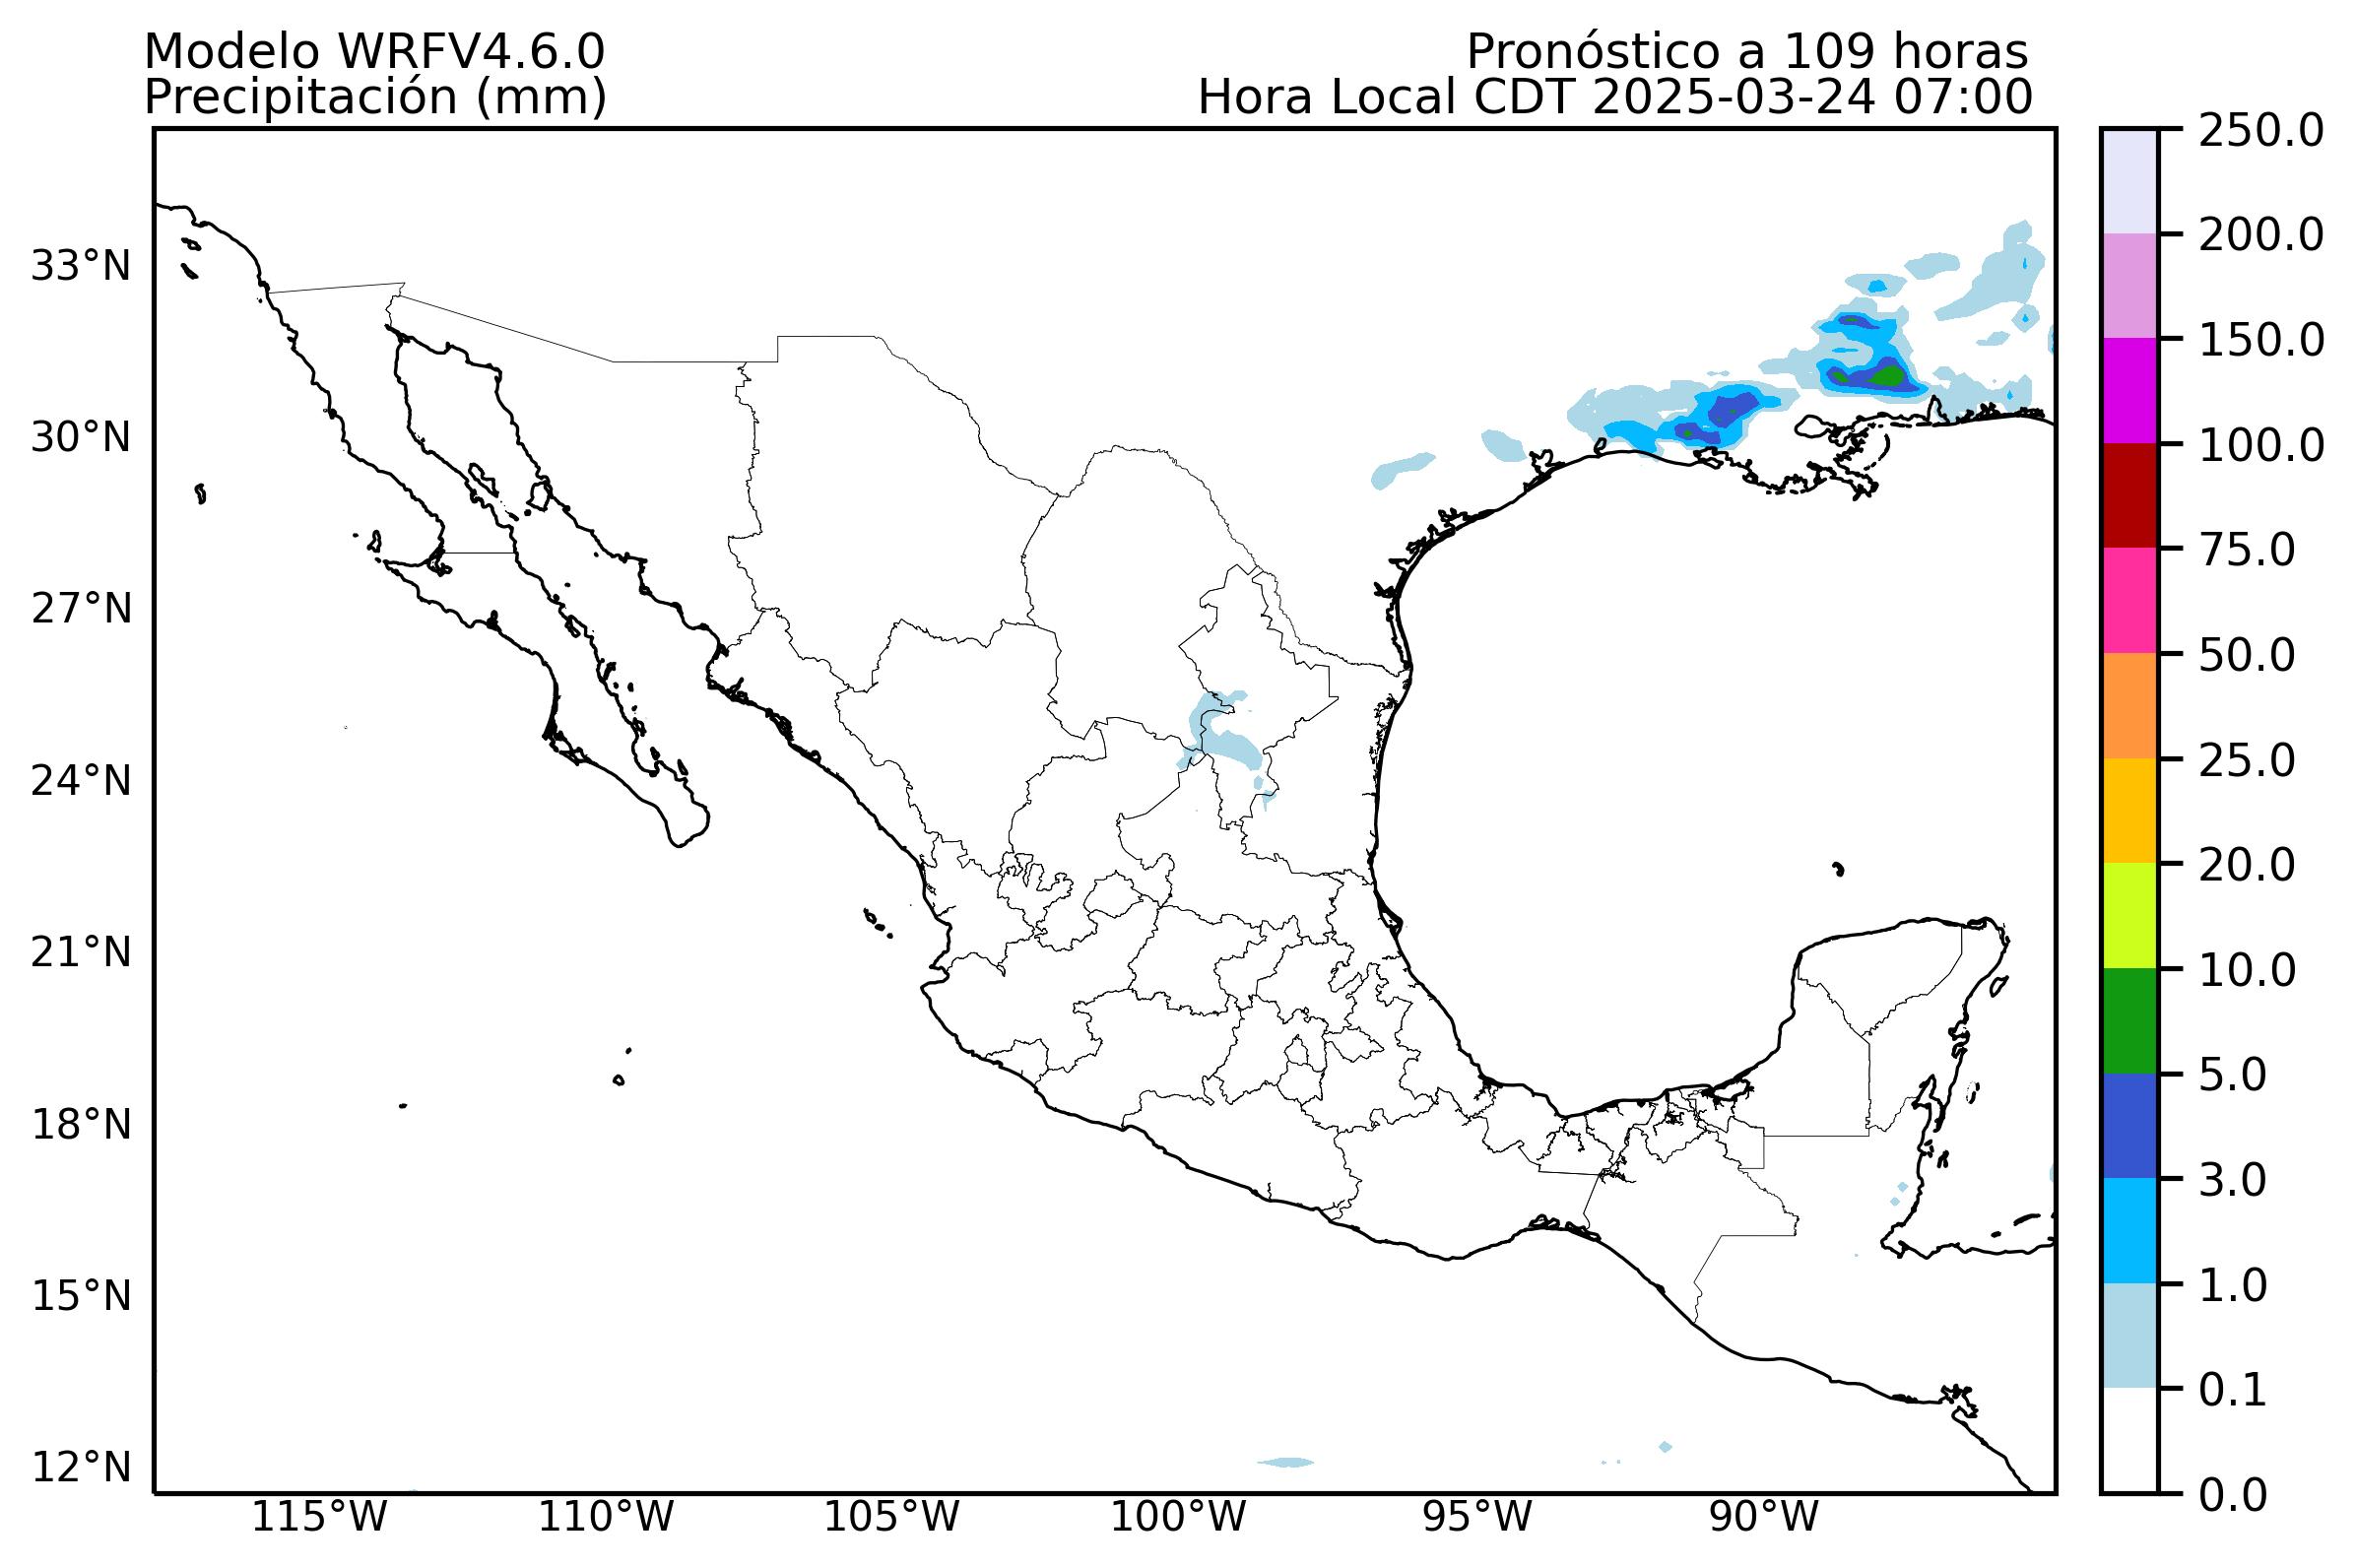 Modelo WRFV4.6.0
Pronóstico a 109 horas
Precipitación (mm)
Hora Local CDT 2025-03-24 07:00
250.0
200.0
33°N
150.0
30°N
100.0
75.0
27°N
50.0
24°N
25.0
20.0
21°N
10.0
5.0
18°N
3.0
15°N
1.0
0.1
12°N
0.0
115°W
110°W
105°W
100°W
95°W
90°W